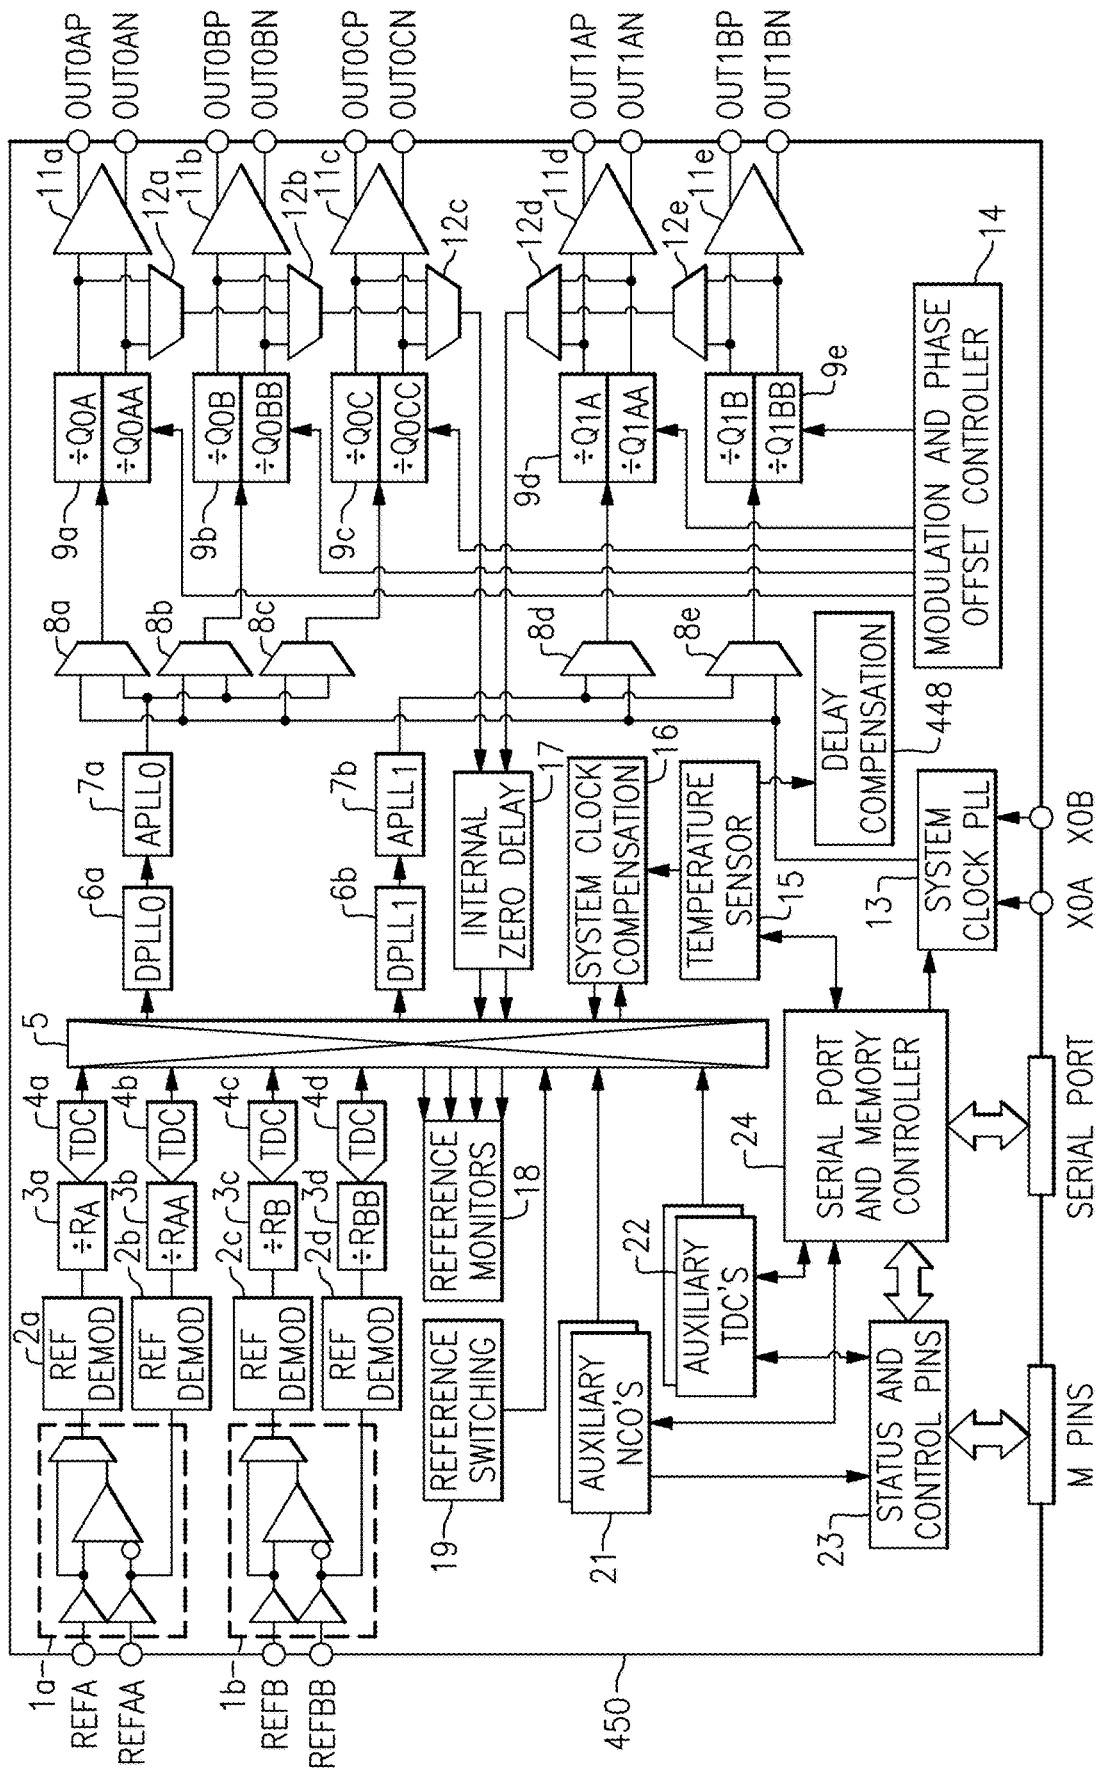 1a
REFA
REFAA
1b
REFB
REFBB
2a
REF
DEMOD
2b
REF
DEMOD
2c
REF
DEMOD
2d
REF
DEMOD
3a
÷RA
3b
÷RAA
3c
÷RB
3d
÷RBB
4a
TDC
4b
TDC
4c
TDC
4d
TDC
5
6a
DPLL0
7a
APLL0
6b
DPLL1
7b
APLL1
8a
8b
8c
8d
8e
9a
÷Q0A
÷Q0AA
9b
÷Q0B
÷Q0BB
9c
÷Q0C
÷Q0CC
9d
÷Q1A
÷Q1AA
9e
÷Q1B
÷Q1BB
11a
12a
11b
12b
11c
12c
11d
12d
11e
12e
OUT0AP
OUT0AN
OUT0BP
OUT0BN
OUT0CP
OUT0CN
OUT1AP
OUT1AN
OUT1BP
OUT1BN
REFERENCE
MONITORS
18
REFERENCE
SWITCHING
19
INTERNAL
ZERO DELAY
17
SYSTEM CLOCK
COMPENSATION
16
TEMPERATURE
SENSOR
15
DELAY
COMPENSATION
448
MODULATION AND PHASE
OFFSET CONTROLLER
14
AUXILIARY
NCO'S
21
AUXILIARY
TDC'S
22
SERIAL PORT
AND MEMORY
CONTROLLER
24
SYSTEM
CLOCK PLL
13
STATUS AND
CONTROL PINS
23
450
M PINS
SERIAL PORT
X0A
X0B